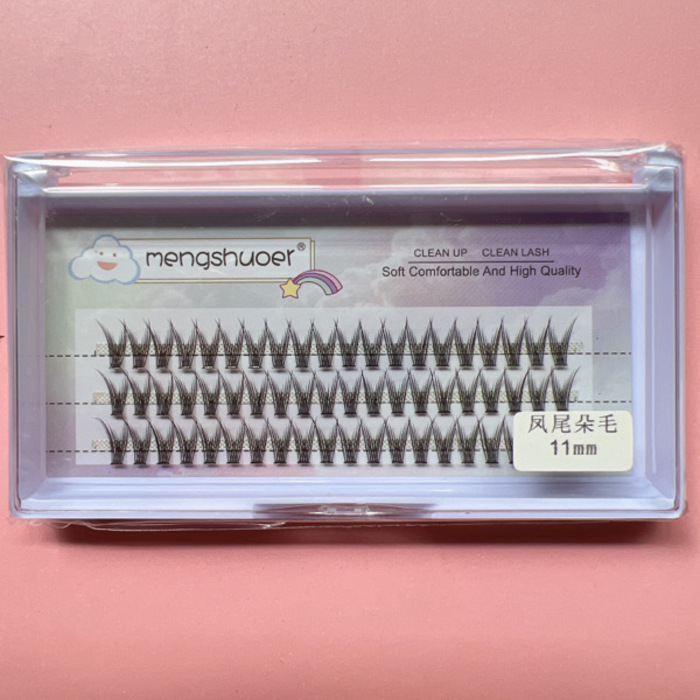 mengshuoer®
CLEAN UP CLEAN LASH
Soft Comfortable And High Quality
凤尾朵毛
11mm